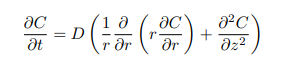 ∂C/∂t = D ( 1/r ∂/∂r ( r ∂C/∂r ) + ∂²C/∂z² )